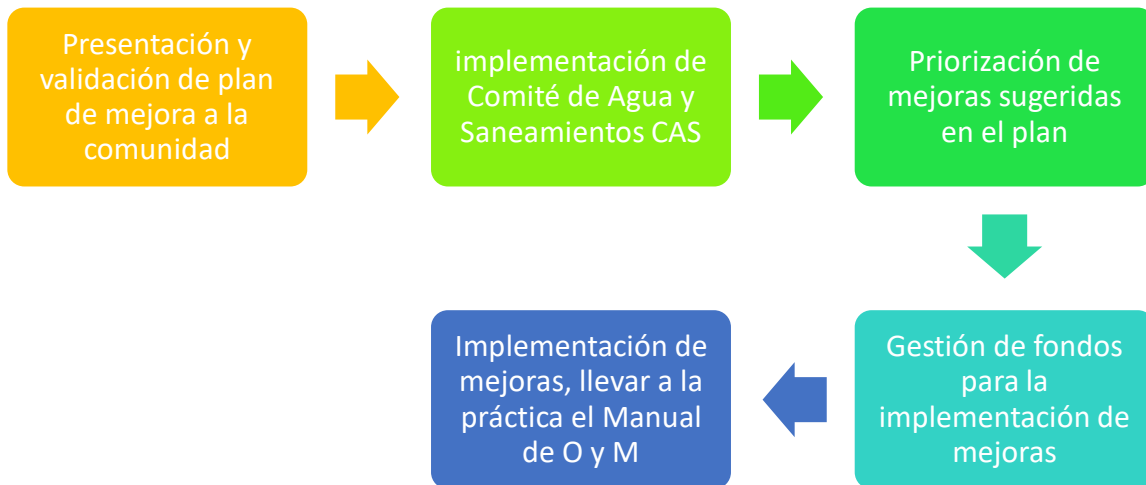 Presentación y
validación de plan
de mejora a la
comunidad
implementación de
Comité de Agua y
Saneamientos CAS
Priorización de
mejoras sugeridas
en el plan
Gestión de fondos
para la
implementación de
mejoras
Implementación de
mejoras, llevar a la
práctica el Manual
de O y M